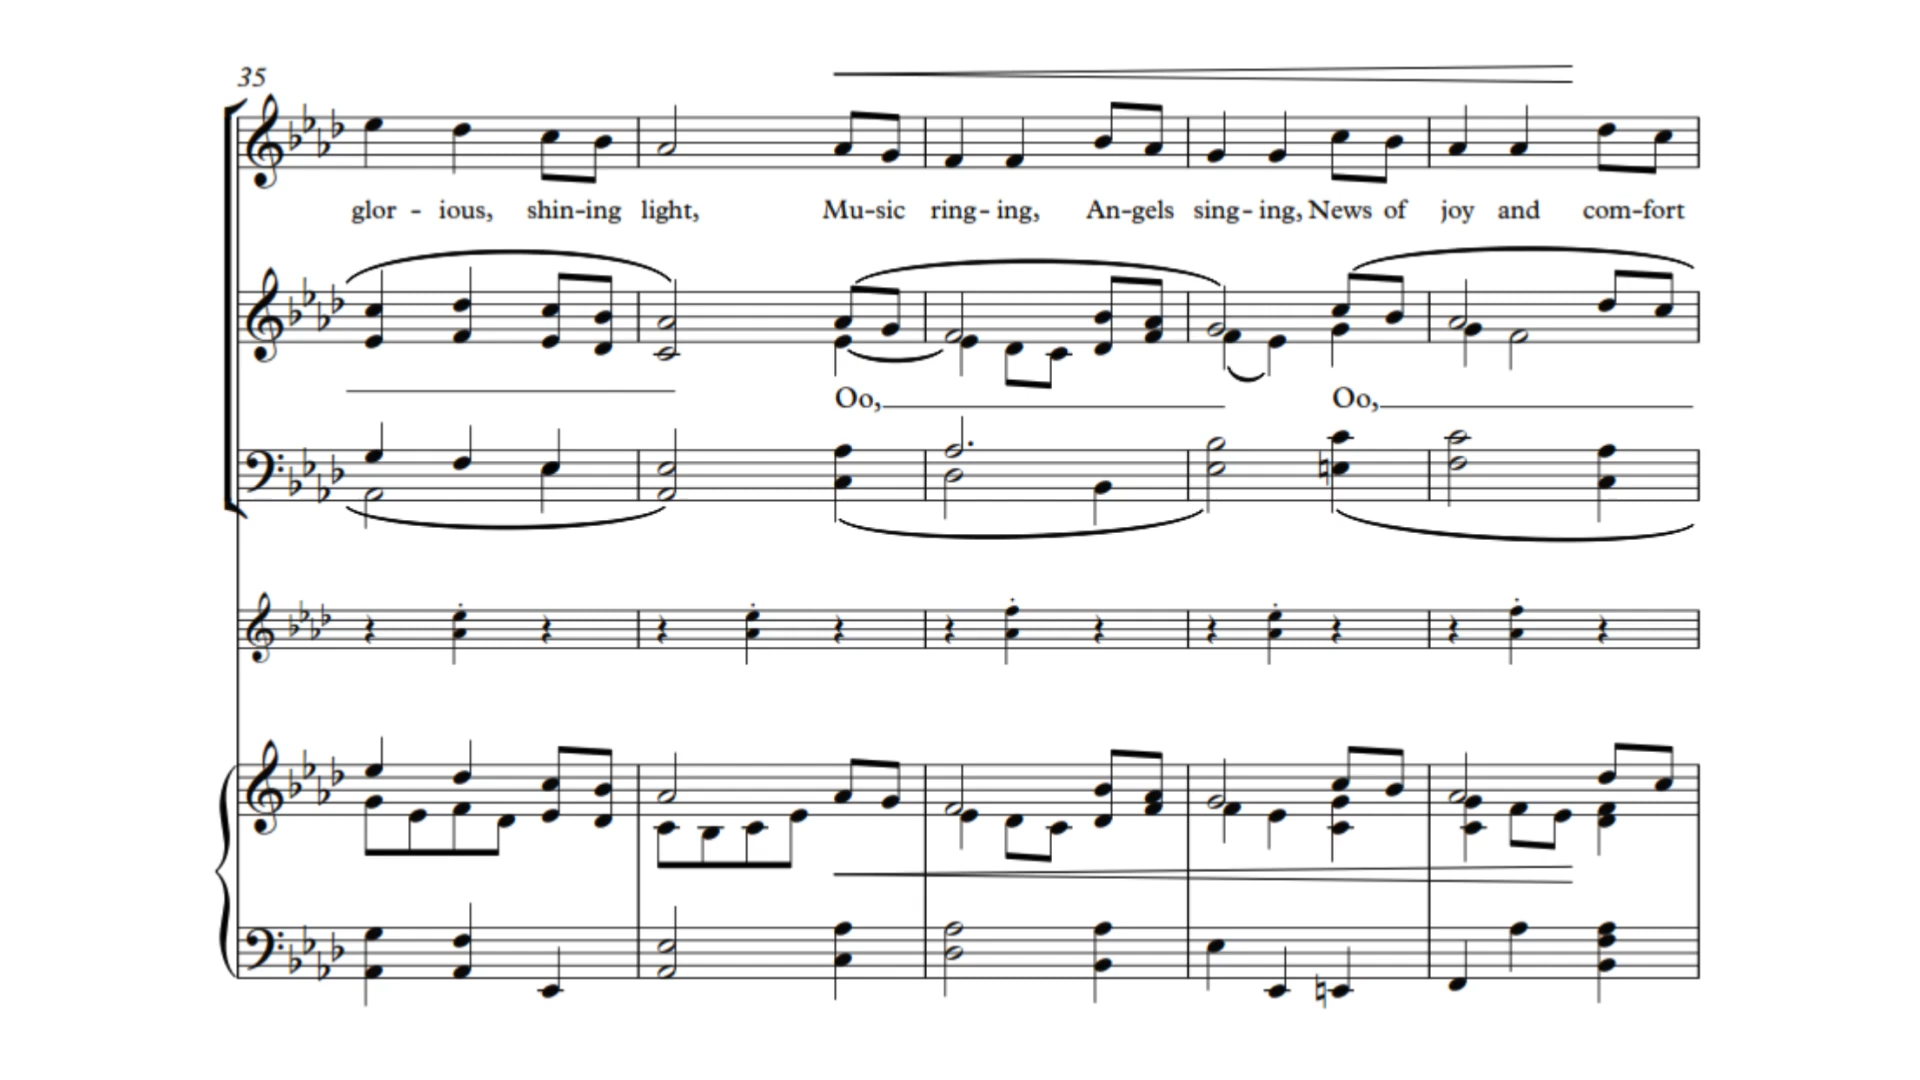 35
glor - ious, shin-ing light, Mu-sic ring-ing, An-gels sing-ing, News of joy and com-fort
Oo, Oo,